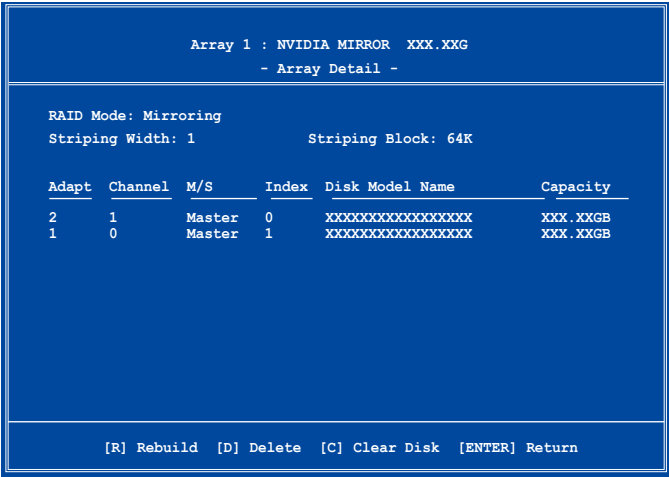 Array 1 : NVIDIA MIRROR XXX.XXG
- Array Detail -
RAID Mode: Mirroring
Striping Width: 1 Striping Block: 64K
Adapt Channel M/S Index Disk Model Name Capacity
2 1 Master 0 XXXXXXXXXXXXXXXXX XXX.XXGB
1 0 Master 1 XXXXXXXXXXXXXXXXX XXX.XXGB
[R] Rebuild [D] Delete [C] Clear Disk [ENTER] Return